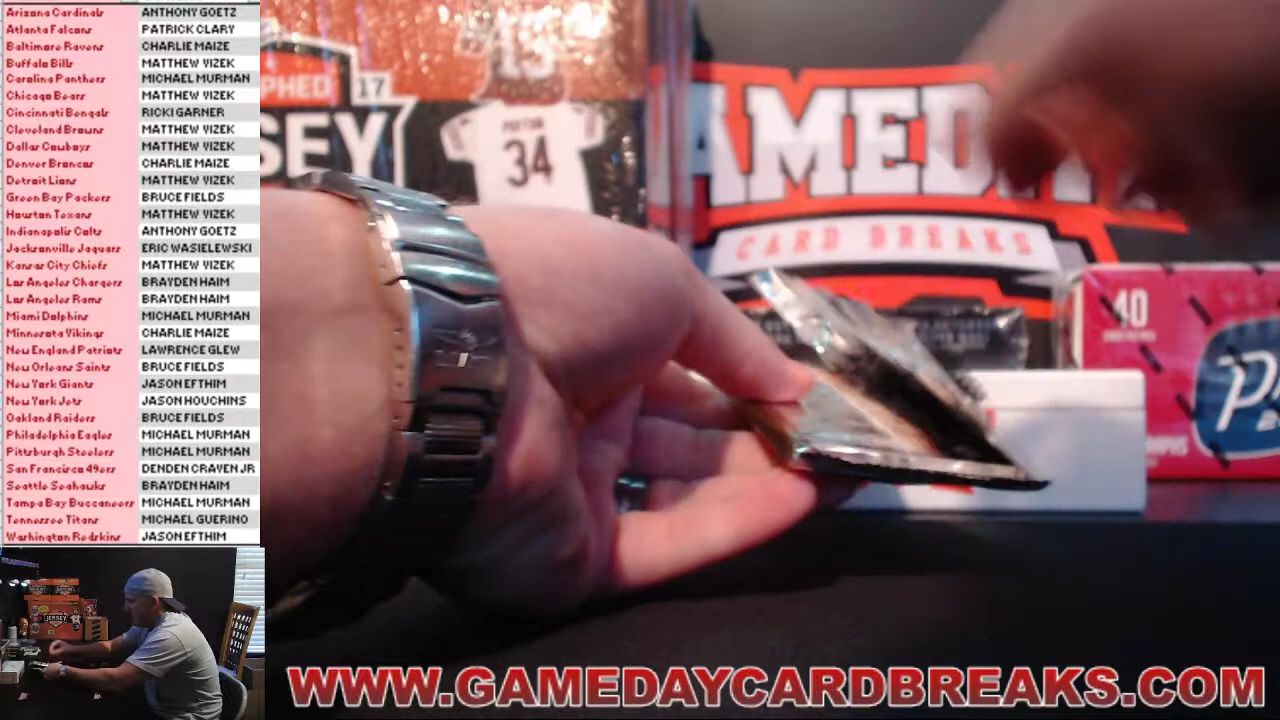 Arizona Cardinals ANTHONY GOETZ
Atlanta Falcons PATRICK CLARY
Baltimore Ravens CHARLIE MAIZE
Buffalo Bills MATTHEW VIZEK
Carolina Panthers MICHAEL MURMAN
Chicago Bears MATTHEW VIZEK
Cincinnati Bengals RICKI GARNER
Cleveland Browns MATTHEW VIZEK
Dallas Cowboys MATTHEW VIZEK
Denver Broncos CHARLIE MAIZE
Detroit Lions MATTHEW VIZEK
Green Bay Packers BRUCE FIELDS
Houston Texans MATTHEW VIZEK
Indianapolis Colts ANTHONY GOETZ
Jacksonville Jaguars ERIC WASIELEWSKI
Kansas City Chiefs MATTHEW VIZEK
Los Angeles Chargers BRAYDEN HAIM
Los Angeles Rams BRAYDEN HAIM
Miami Dolphins MICHAEL MURMAN
Minnesota Vikings CHARLIE MAIZE
New England Patriots LAWRENCE GLEW
New Orleans Saints BRUCE FIELDS
New York Giants JASON EFTHIM
New York Jets JASON HOUCHINS
Oakland Raiders BRUCE FIELDS
Philadelphia Eagles MICHAEL MURMAN
Pittsburgh Steelers MICHAEL MURMAN
San Francisco 49ers DENDEN CRAVEN JR
Seattle Seahawks BRAYDEN HAIM
Tampa Bay Buccaneers MICHAEL MURMAN
Tennessee Titans MICHAEL GUERINO
Washington Redskins JASON EFTHIM
PHED 17
SEY
13
PAYTON
34
AMEDAY
CARD BREAKS
40
P
JERSEY
WWW.GAMEDAYCARDBREAKS.COM